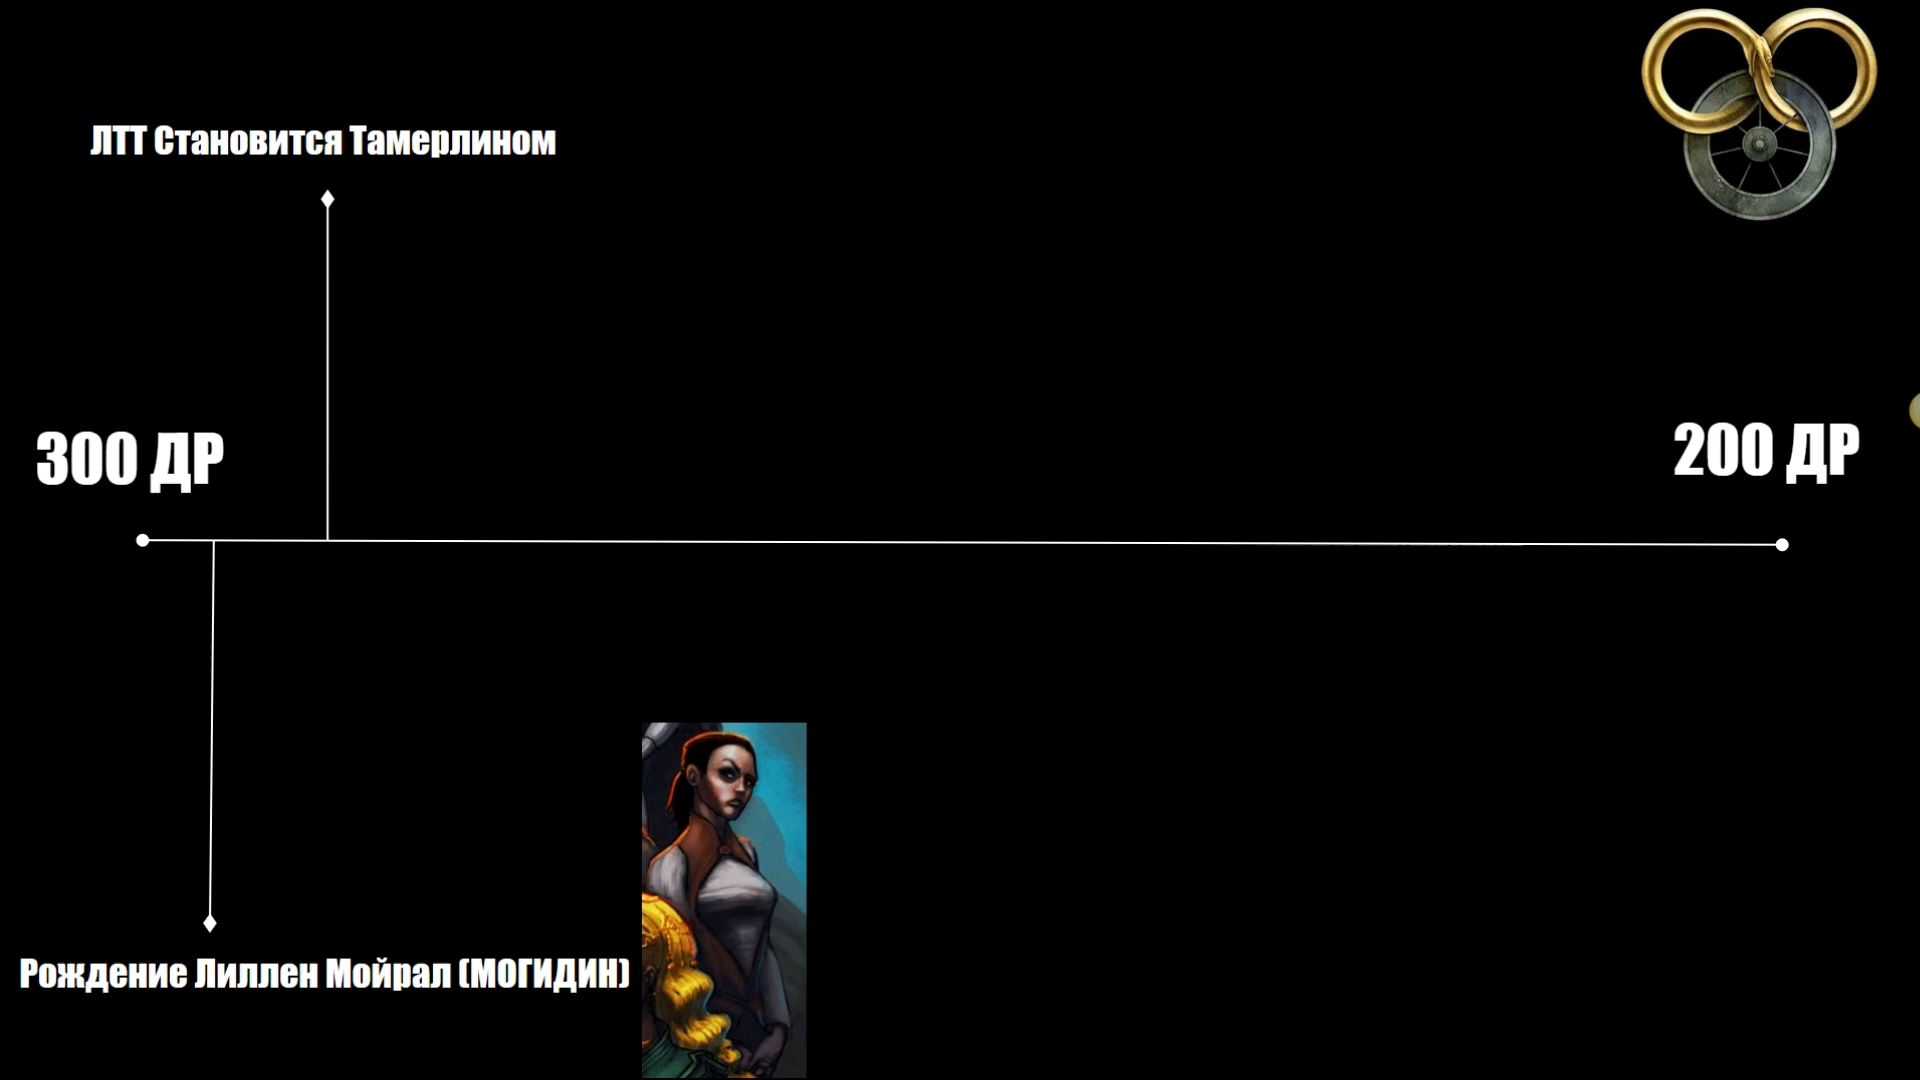 ЛТТ Становится Тамерлином
300 ДР
200 ДР
Рождение Лиллен Мойрал (МОГИДИН)